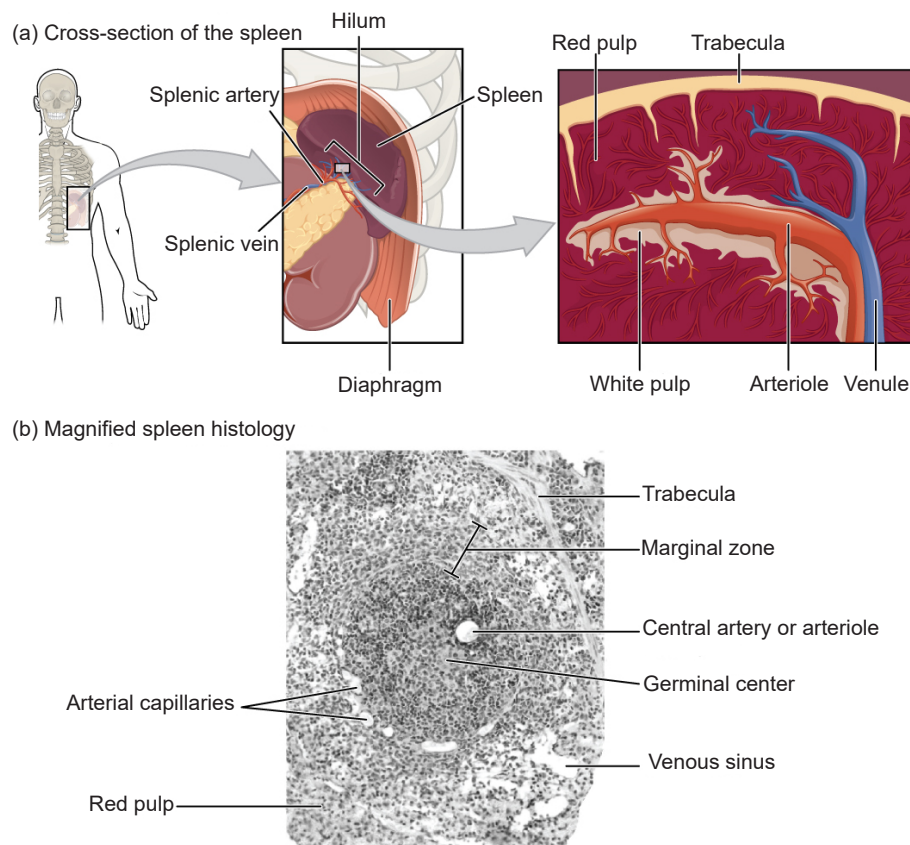 (a) Cross-section of the spleen
Hilum
Splenic artery
Spleen
Splenic vein
Diaphragm
Red pulp
Trabecula
White pulp
Arteriole
Venule
(b) Magnified spleen histology
Trabecula
Marginal zone
Central artery or arteriole
Germinal center
Arterial capillaries
Venous sinus
Red pulp